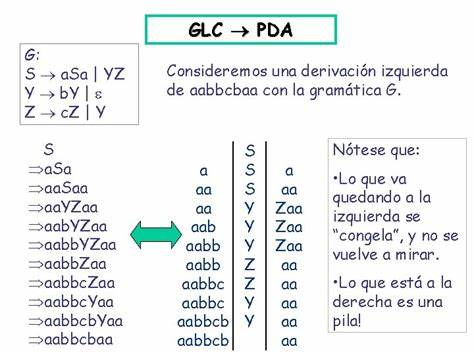 GLC → PDA
G:
S → aSa | YZ
Y → bY | ε
Z → cZ | Y
Consideremos una derivación izquierda
de aabbcbaa con la gramática G.
S
⇒aSa
⇒aaSaa
⇒aaYZaa
⇒aabYZaa
⇒aabbYZaa
⇒aabbZaa
⇒aabbcZaa
⇒aabbcYaa
⇒aabbcbYaa
⇒aabbcbaa
S
a S a
aa S aa
aa Y Zaa
aab Y Zaa
aabb Y Zaa
aabb Z aa
aabbc Z aa
aabbc Y aa
aabbcb Y aa
aabbcb aa
Nótese que:
•Lo que va
quedando a la
izquierda se
“congela”, y no se
vuelve a mirar.
•Lo que está a la
derecha es una
pila!